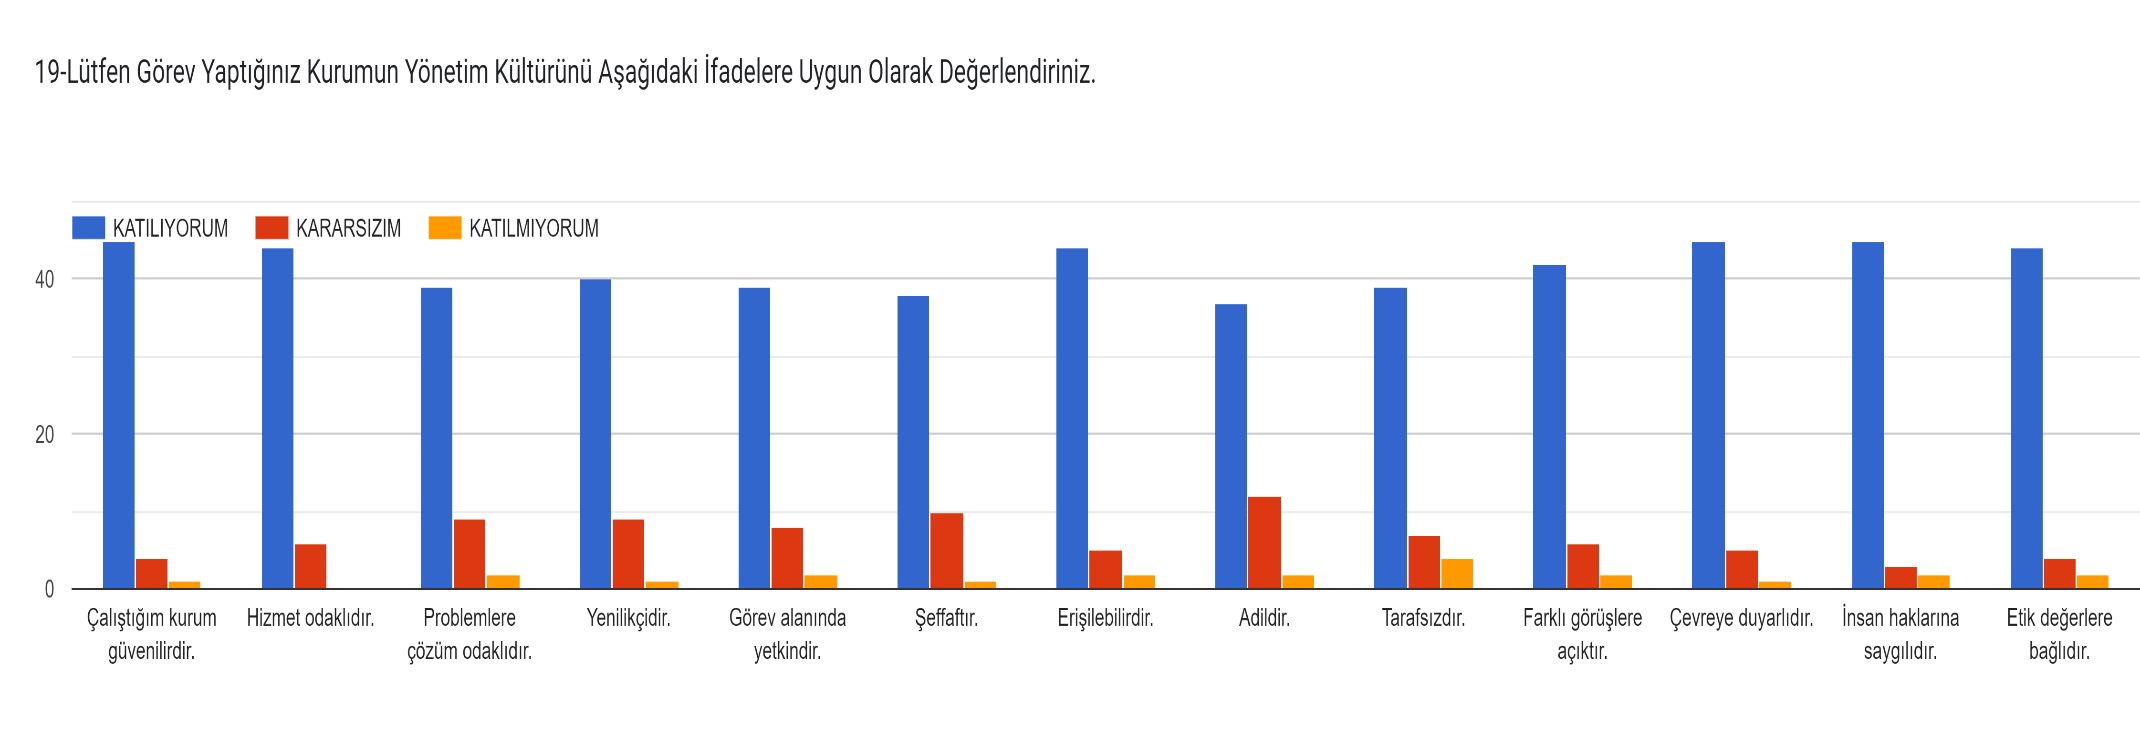 19-Lütfen Görev Yaptığınız Kurumun Yönetim Kültürünü Aşağıdaki İfadelere Uygun Olarak Değerlendiriniz.
KATILIYORUM KARARSIZIM KATILMIYORUM
40
20
0
Çalıştığım kurum güvenilirdir.
Hizmet odaklıdır.
Problemlere çözüm odaklıdır.
Yenilikçidir.
Görev alanında yetkindir.
Şeffaftır.
Erişilebilirdir.
Adildir.
Tarafsızdır.
Farklı görüşlere açıktır.
Çevreye duyarlıdır.
İnsan haklarına saygılıdır.
Etik değerlere bağlıdır.